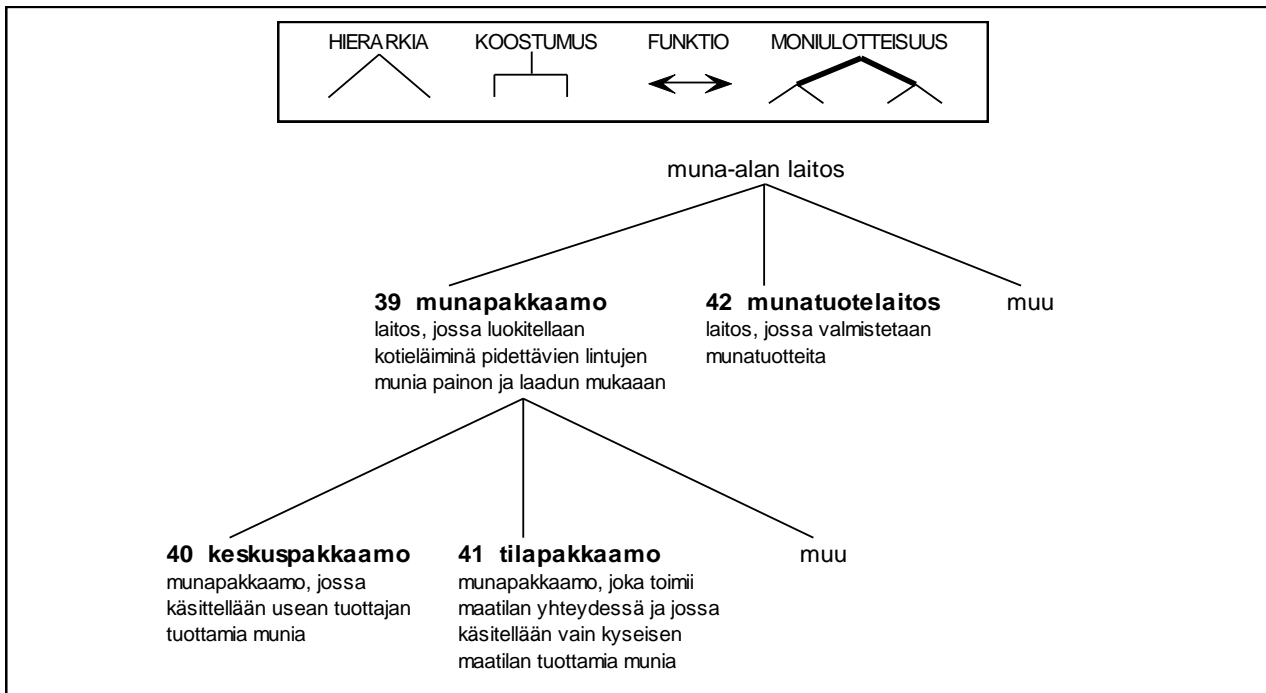 HIERARKIA KOOSTUMUS FUNKTIO MONIULOTTEISUUS
muna-alan laitos
39 munapakkaamo
laitos, jossa luokitellaan
kotieläiminä pidettävien lintujen
munia painon ja laadun mukaaan
42 munatuotelaitos
laitos, jossa valmistetaan
munatuotteita
muu
40 keskuspakkaamo
munapakkaamo, jossa
käsittellään usean tuottajan
tuottamia munia
41 tilapakkaamo
munapakkaamo, joka toimii
maatilan yhteydessä ja jossa
käsitellään vain kyseisen
maatilan tuottamia munia
muu